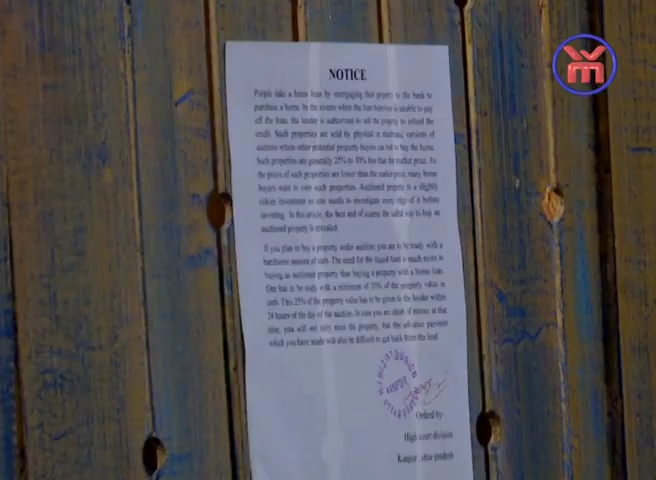 NOTICE
People take a home loan by mortgaging that property to the bank to
purchase a home. In the events when the loan borrower is unable to pay
off the loan, the lender is authorized to sell the property to refund the
credit. Such properties are sold by physical or electronic versions of
auctions where other potential property buyers can bid to buy the home.
Such properties are generally 25% to 30% less than the market price. As
the prices of such properties are lower than the market price, many home
buyers want to own such properties. Auctioned property is a slightly
riskier investment so one needs to investigate every edge of it before
investing. In this article, the best and of course the safest way to buy an
auctioned property is revealed.
If you plan to buy a property under auction, you are to be ready with a
handsome amount of cash. The need for the liquid fund is much more in
buying an auctioned property than buying a property with a home loan.
One has to be ready with a minimum of of the property value in
cash. This 25% of the property value has to be given to the lender within
24 hours of the day of the auction. In case you are short of money at that
time, you will not only miss the property, but the advance payment
which you have made will also be difficult to get back from the lend
Orderd by-
High court division
Kanpur, uttar pradesh